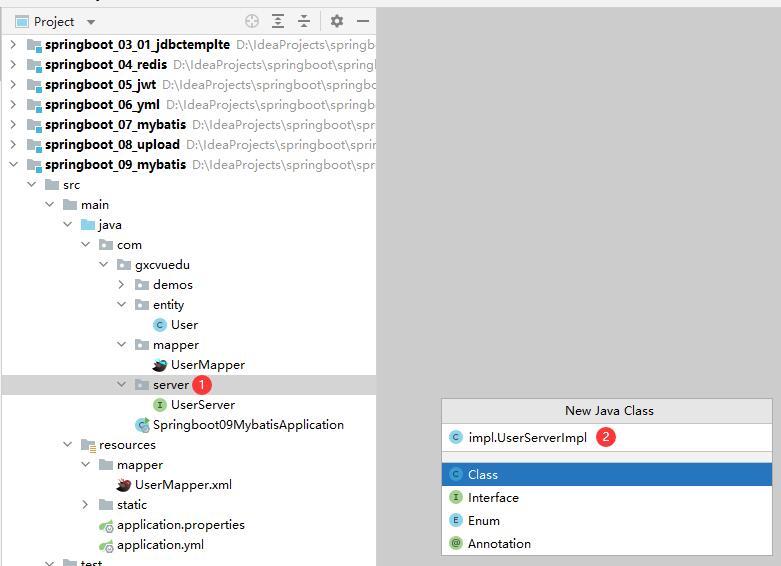 Project
springboot_03_01_jdbctemplte D:\IdeaProjects\springb
springboot_04_redis D:\IdeaProjects\springboot\spring
springboot_05_jwt D:\IdeaProjects\springboot\springbo
springboot_06_yml D:\IdeaProjects\springboot\springb
springboot_07_mybatis D:\IdeaProjects\springboot\spr
springboot_08_upload D:\IdeaProjects\springboot\sprin
springboot_09_mybatis D:\IdeaProjects\springboot\spr
src
main
java
com
gxcvuedu
demos
entity
User
mapper
UserMapper
server 1
UserServer
Springboot09MybatisApplication
resources
mapper
UserMapper.xml
static
application.properties
application.yml
test
New Java Class
C impl.UserServerImpl 2
C Class
I Interface
E Enum
@ Annotation